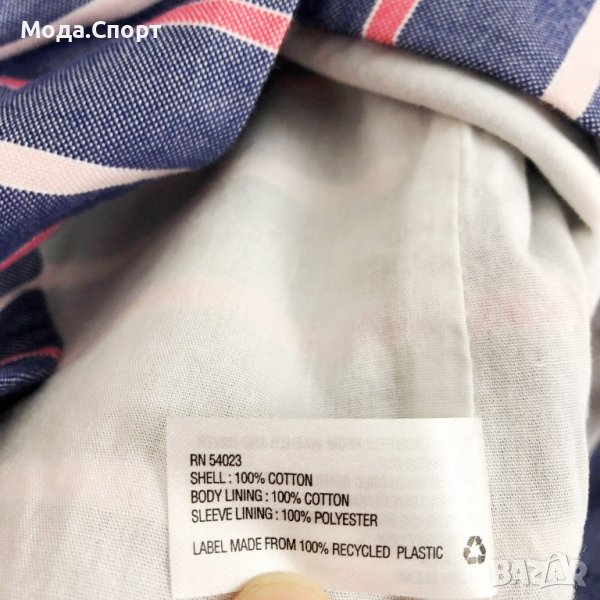 Мода.Спорт
RN 54023
SHELL : 100% COTTON
BODY LINING : 100% COTTON
SLEEVE LINING : 100% POLYESTER
LABEL MADE FROM 100% RECYCLED PLASTIC
BAZAR